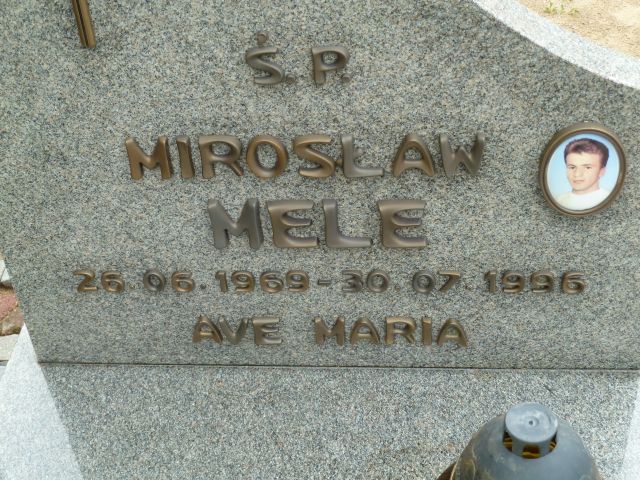 Ś.P.
MIROSŁAW
MELE
26.06.1969-30.07.1996
AVE MARIA